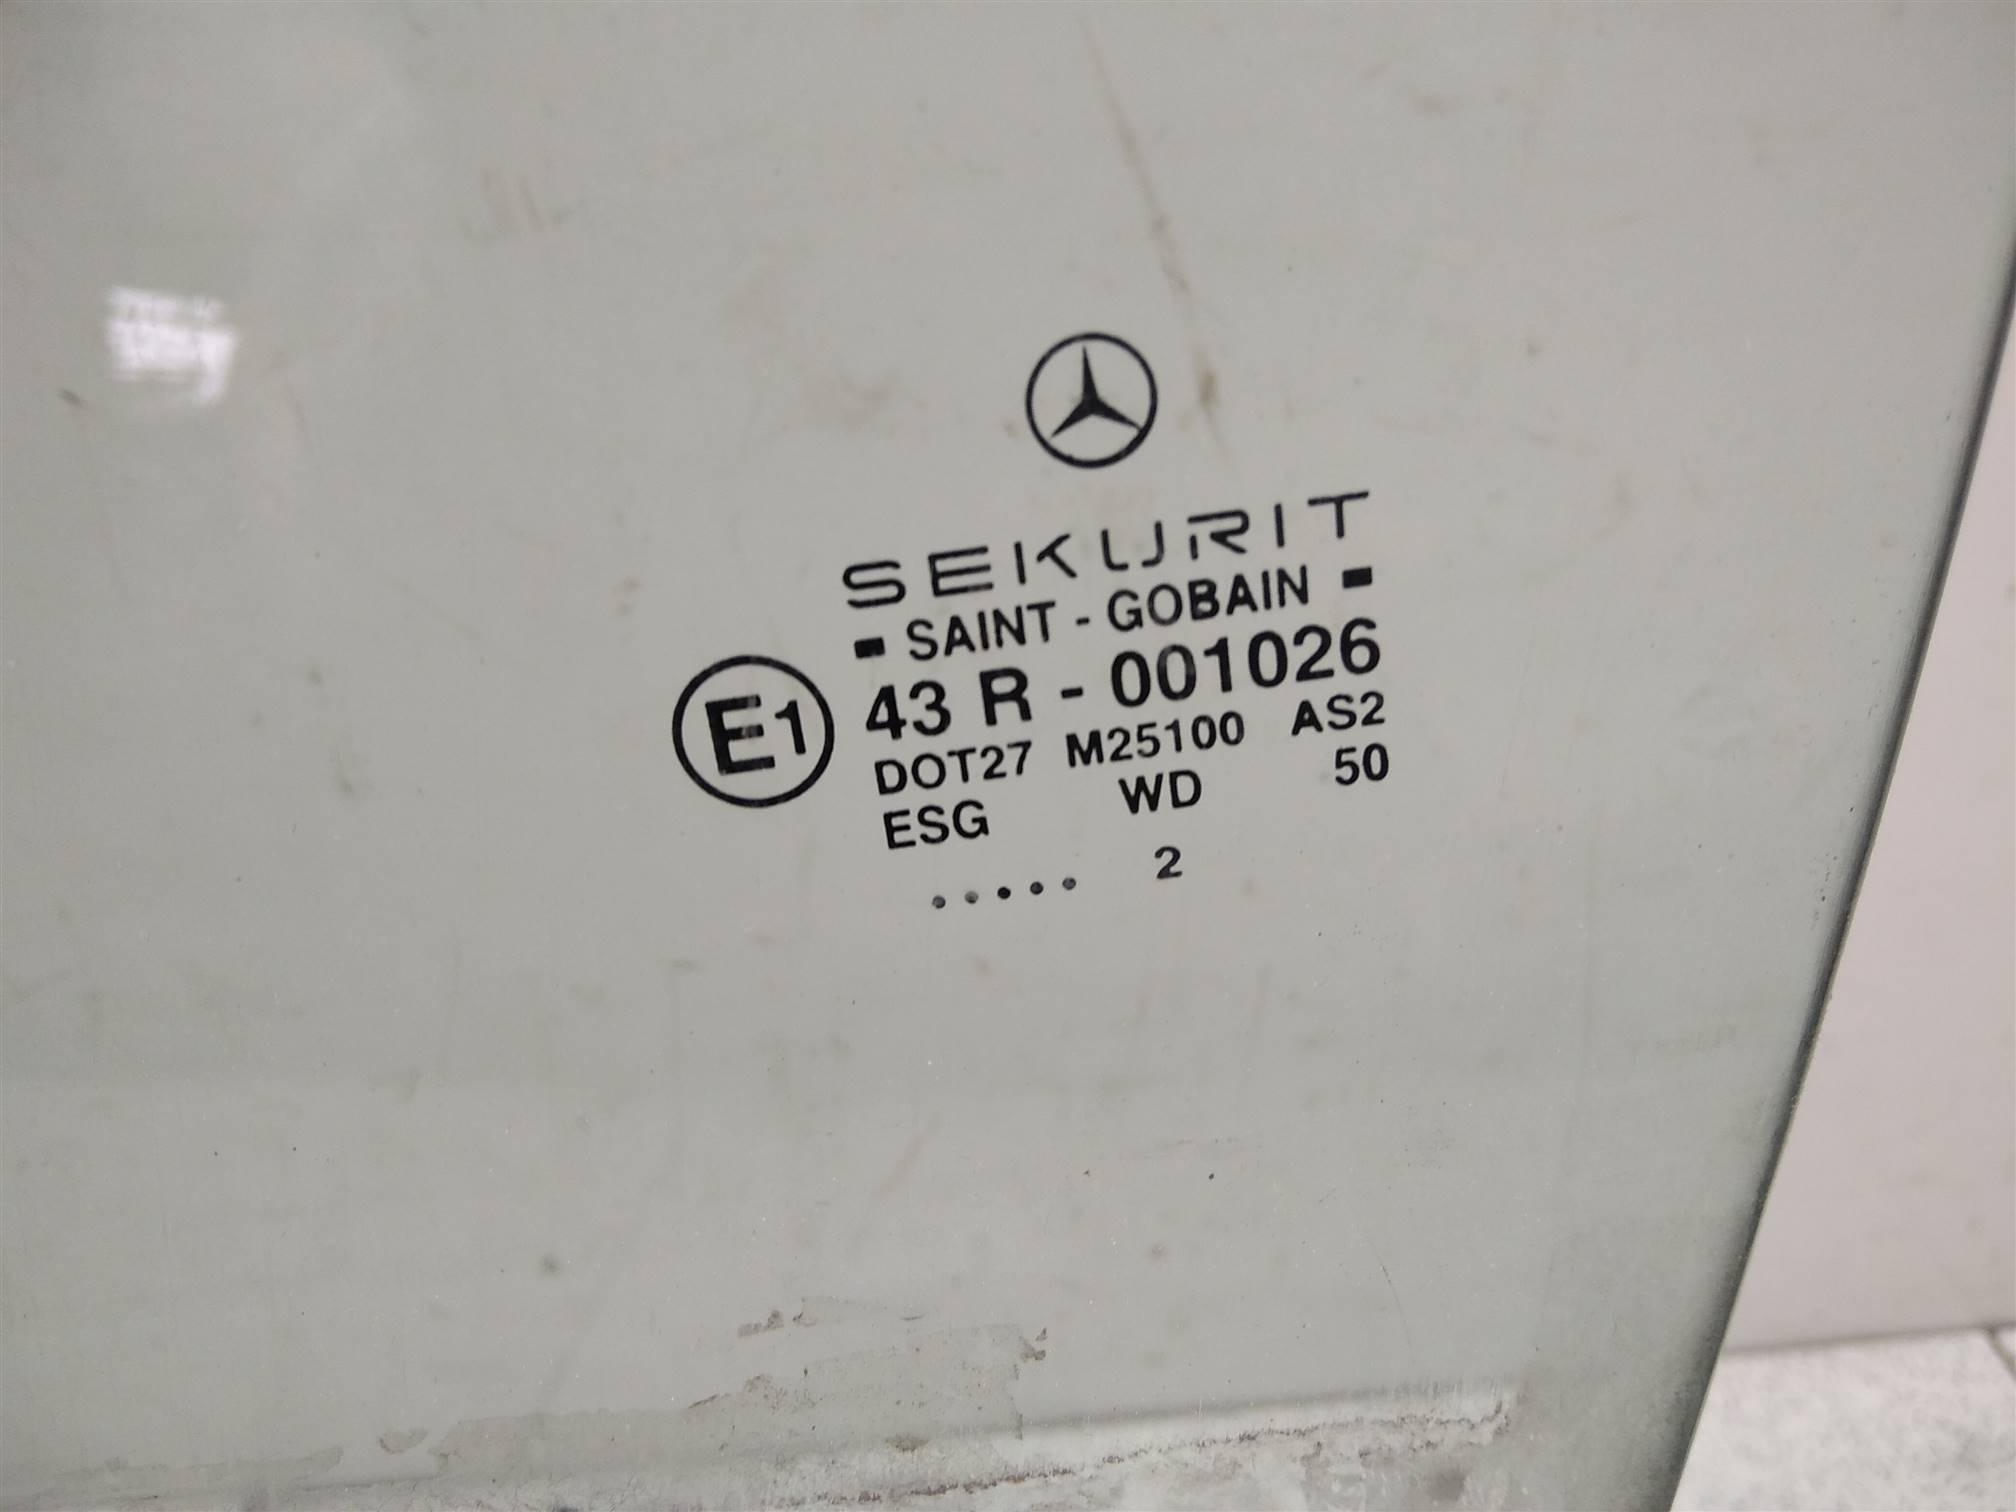 SEKURIT
- SAINT - GOBAIN -
E1 43 R - 001026
DOT27 M25100 AS2
ESG WD 50
..... 2